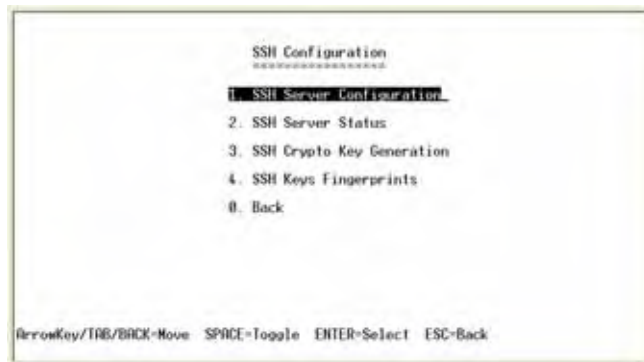 SSH Configuration
=================
1. SSH Server Configuration
2. SSH Server Status
3. SSH Crypto Key Generation
4. SSH Keys Fingerprints
0. Back
ArrowKey/TAB/BACK=Move SPACE=Toggle ENTER=Select ESC=Back